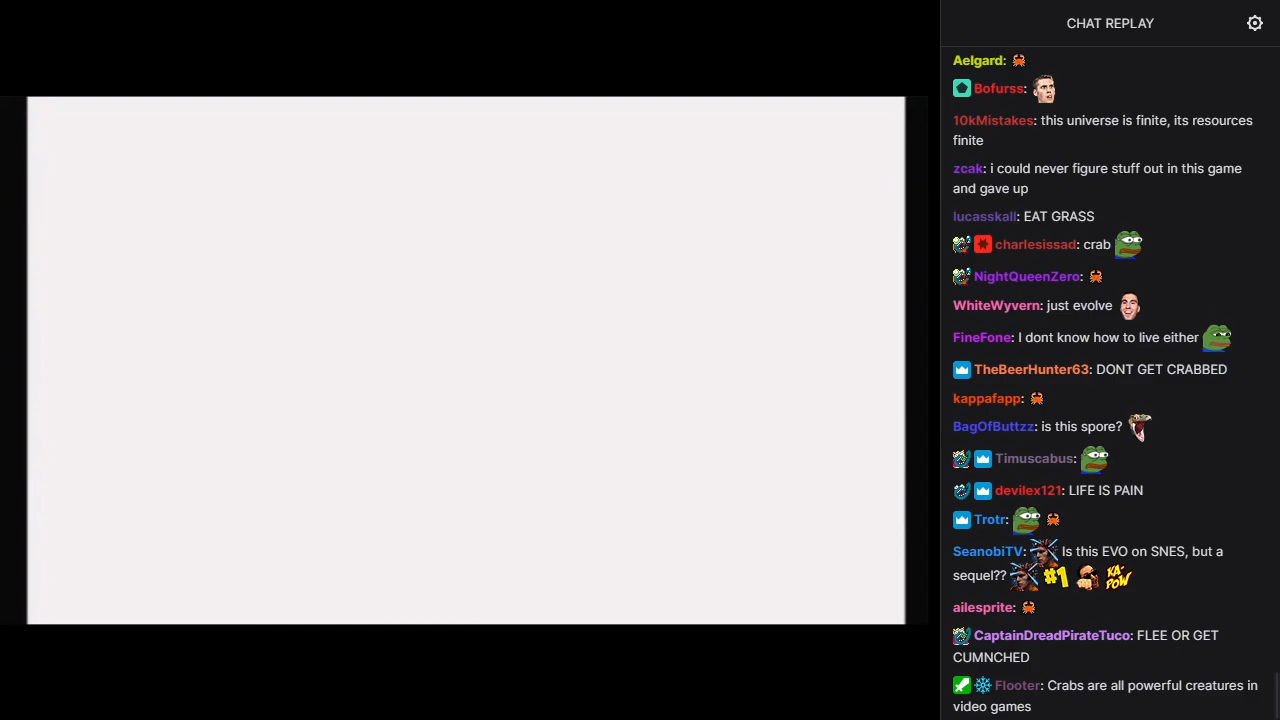 CHAT REPLAY
Aelgard:
Bofurss:
10kMistakes: this universe is finite, its resources
finite
zcak: i could never figure stuff out in this game
and gave up
lucasskall: EAT GRASS
charlesissad: crab
NightQueenZero:
WhiteWyvern: just evolve
FineFone: I dont know how to live either
TheBeerHunter63: DONT GET CRABBED
kappafapp:
BagOfButtzz: is this spore?
Timuscabus:
devilex121: LIFE IS PAIN
Trotr:
SeanobiTV: Is this EVO on SNES, but a
sequel?? #1 KA-POW
ailesprite:
CaptainDreadPirateTuco: FLEE OR GET
CUMNCHED
Flooter: Crabs are all powerful creatures in
video games